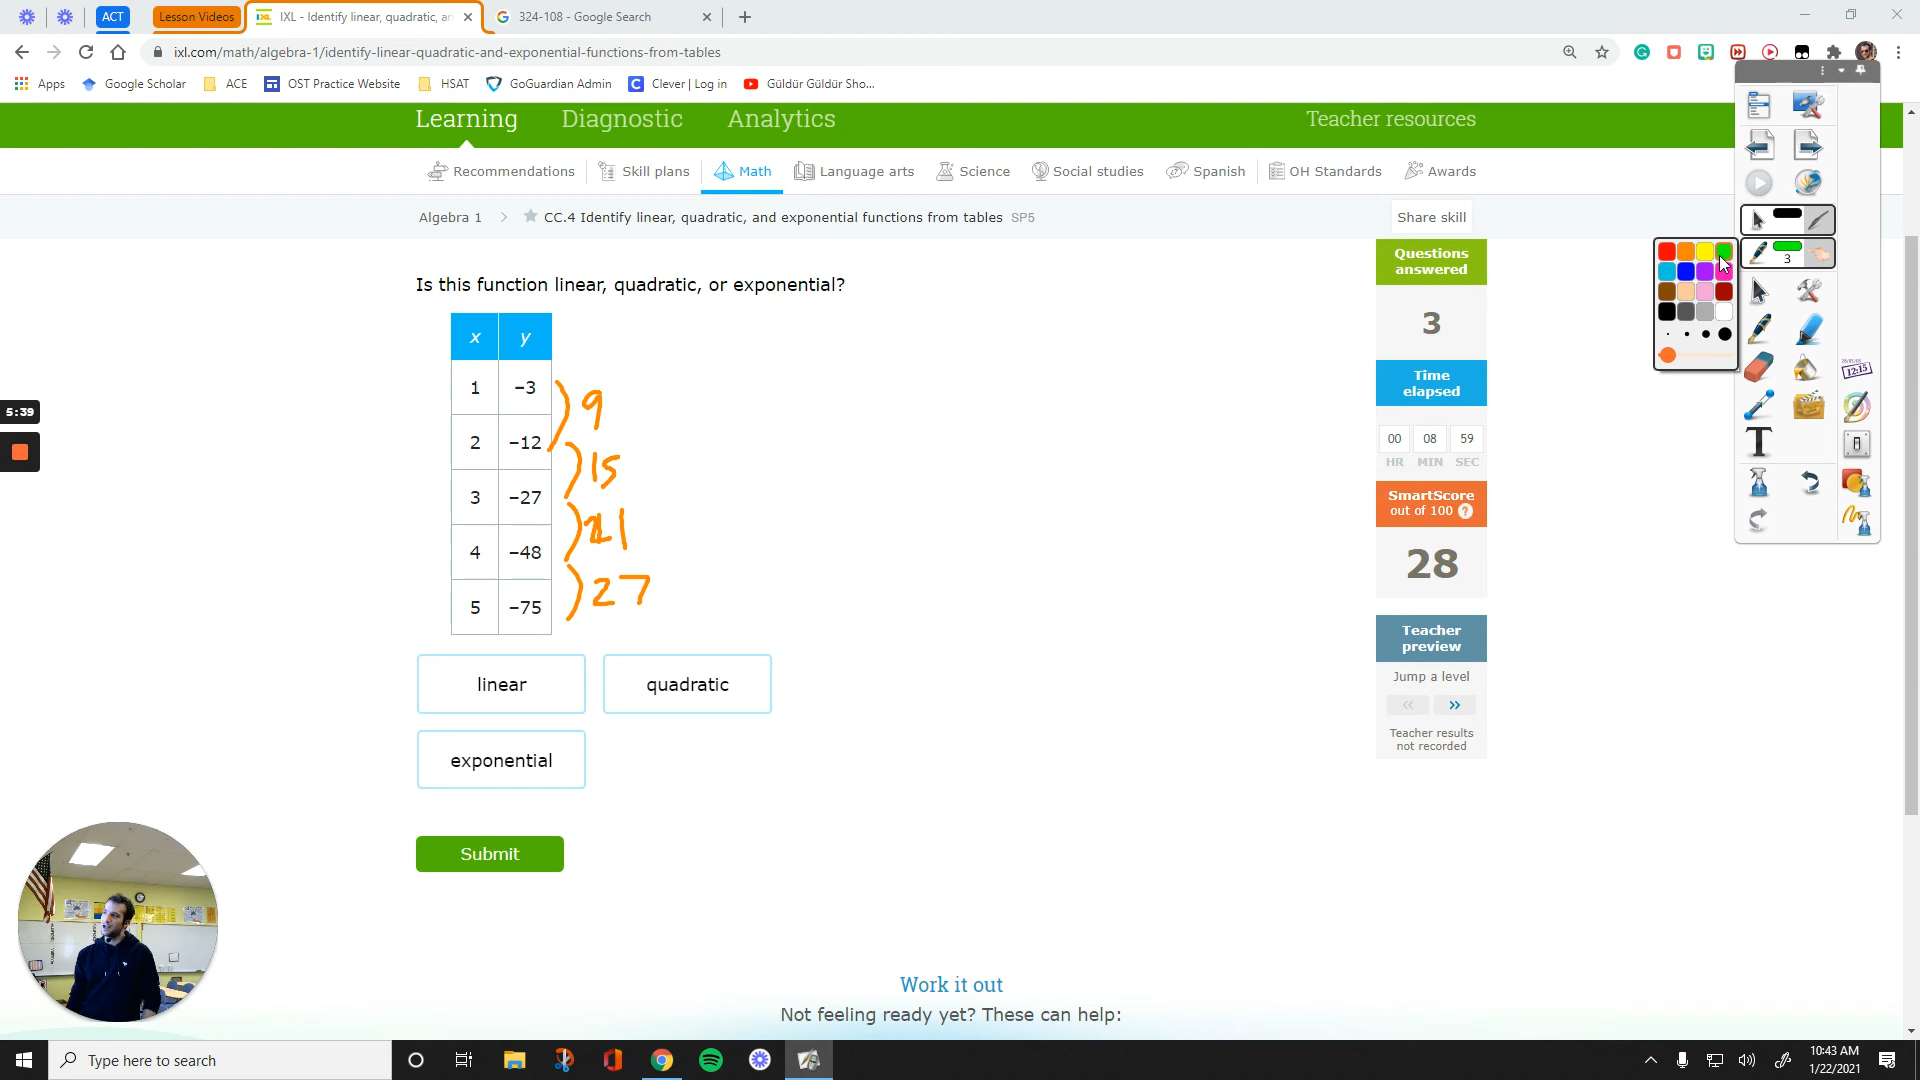 ACT
Lesson Videos
IXL - Identify linear, quadratic, an
324-108 - Google Search
ixl.com/math/algebra-1/identify-linear-quadratic-and-exponential-functions-from-tables
Apps
Google Scholar
ACE
OST Practice Website
HSAT
GoGuardian Admin
Clever | Log in
Güldür Güldür Sho...
Learning
Diagnostic
Analytics
Teacher resources
Recommendations
Skill plans
Math
Language arts
Science
Social studies
Spanish
OH Standards
Awards
Algebra 1 > CC.4 Identify linear, quadratic, and exponential functions from tables SP5
Share skill
Is this function linear, quadratic, or exponential?
x y
1 −3
2 −12
3 −27
4 −48
5 −75
9
15
21
27
linear
quadratic
exponential
Submit
Questions answered
3
Time elapsed
00 08 59
HR MIN SEC
SmartScore
out of 100 ?
28
Teacher preview
Jump a level
<< >>
Teacher results
not recorded
3
12:15
T
5:39
Work it out
Not feeling ready yet? These can help:
Type here to search
10:43 AM
1/22/2021